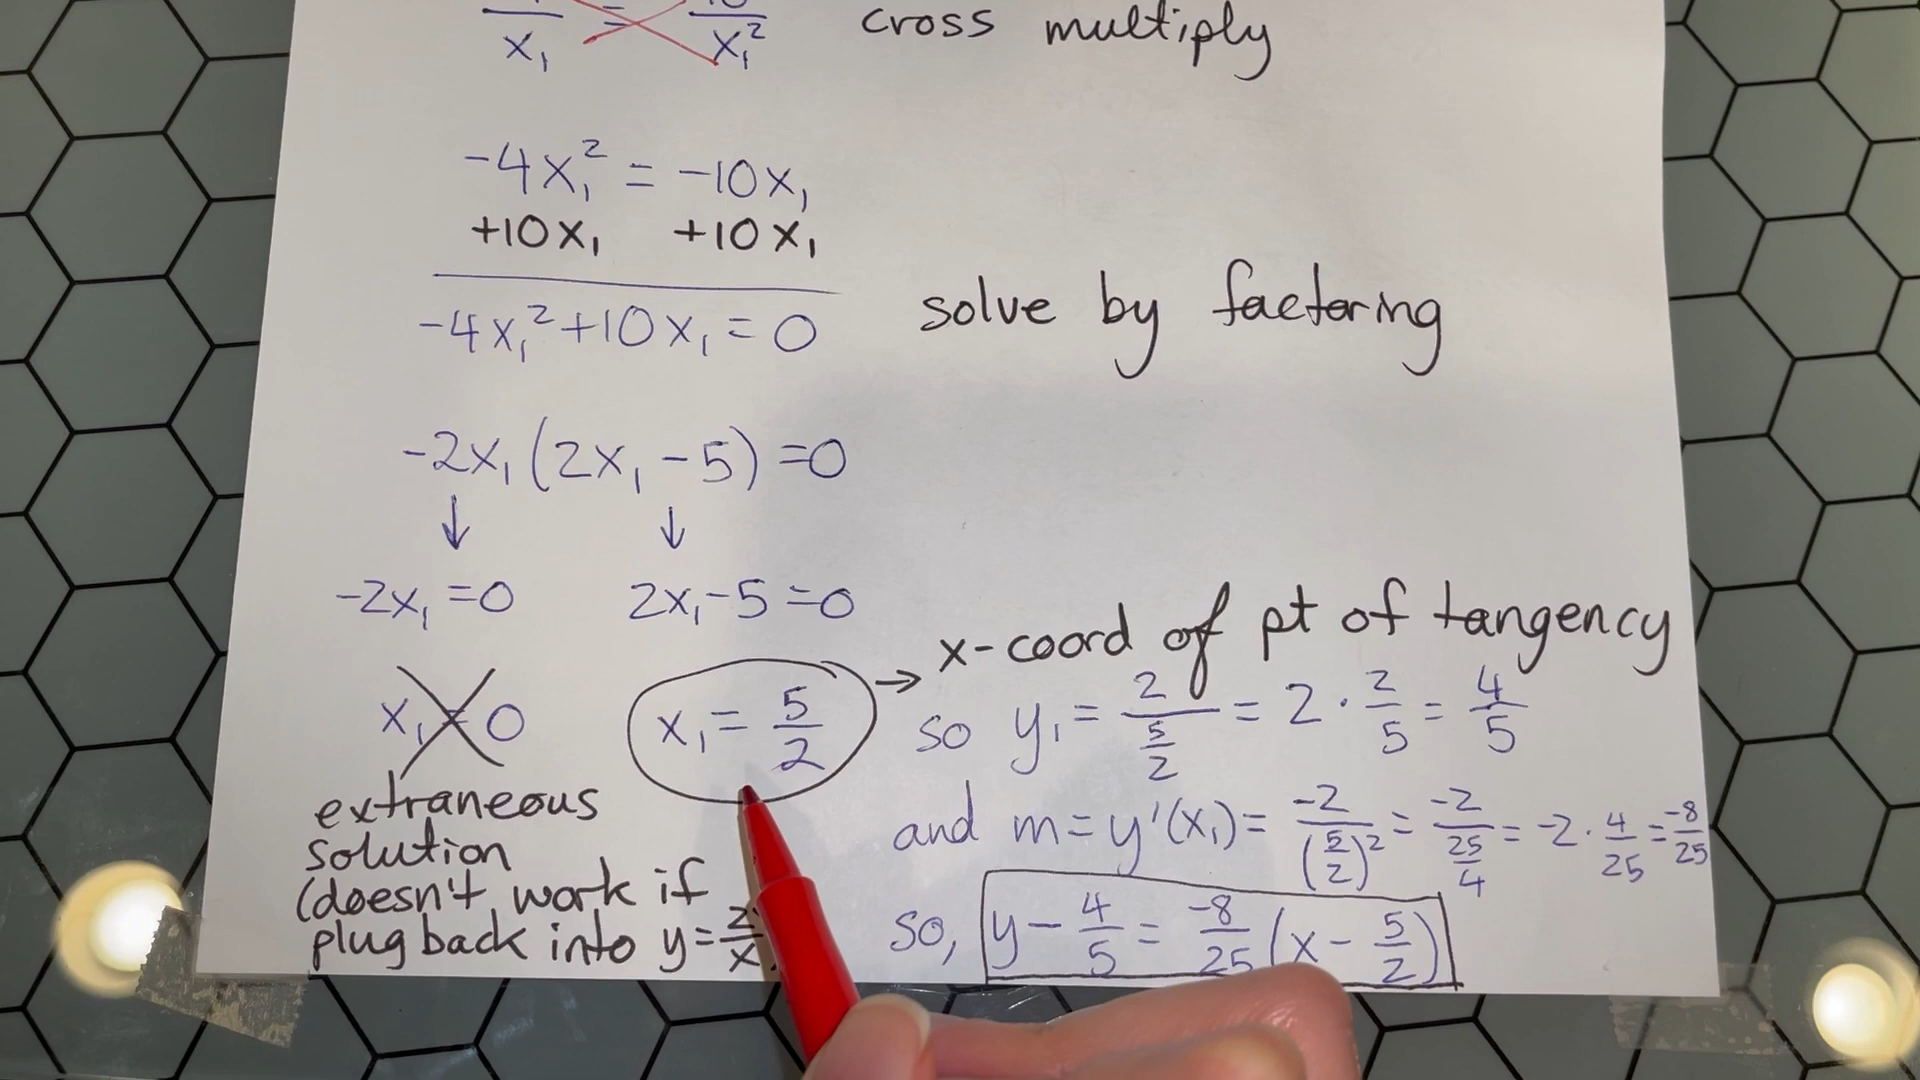 x₁ = x₁² cross multiply
-4x₁² = -10x₁
+10x₁ +10x₁
-4x₁²+10x₁=0 solve by factoring
-2x₁(2x₁-5)=0
↓ ↓
-2x₁=0 2x₁-5=0
x₁=0
extraneous
solution
(doesn't work if
plug back into y=2/x
x₁=5/2 → x-coord of pt of tangency
so y₁=2/(5/2)=2·2/5=4/5
and m=y'(x₁)=-2/(5/2)²=-2/(25/4)=-2·4/25=-8/25
so, y-4/5=-8/25(x-5/2)